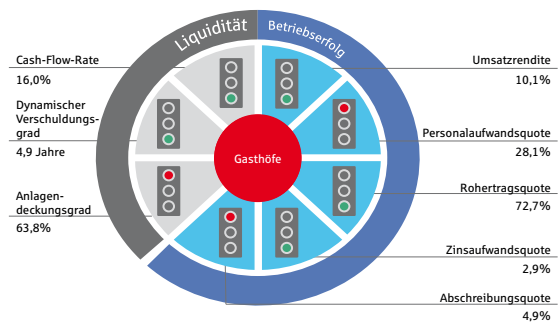 Liquidität
Betriebserfolg
Cash-Flow-Rate
16,0%
Dynamischer
Verschuldungs-
grad
4,9 Jahre
Anlagen-
deckungsgrad
63,8%
Gasthöfe
Umsatzrendite
10,1%
Personalaufwandsquote
28,1%
Rohertragsquote
72,7%
Zinsaufwandsquote
2,9%
Abschreibungsquote
4,9%